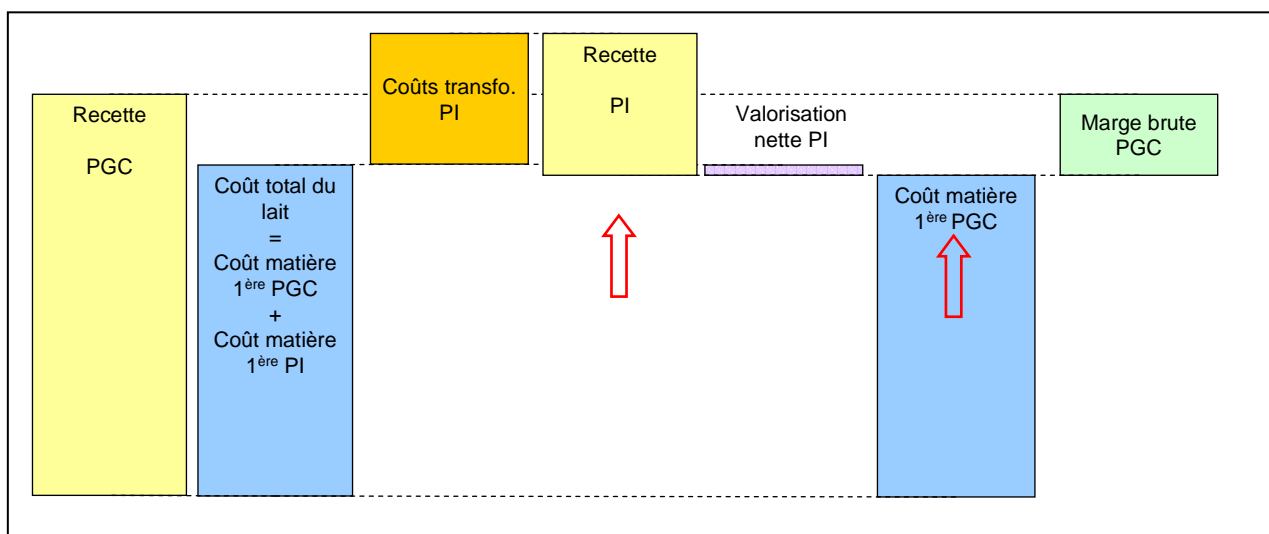 Recette
PGC
Coût total du
lait
=
Coût matière
1ère PGC
+
Coût matière
1ère PI
Coûts transfo.
PI
Recette
PI
Valorisation
nette PI
Coût matière
1ère PGC
Marge brute
PGC